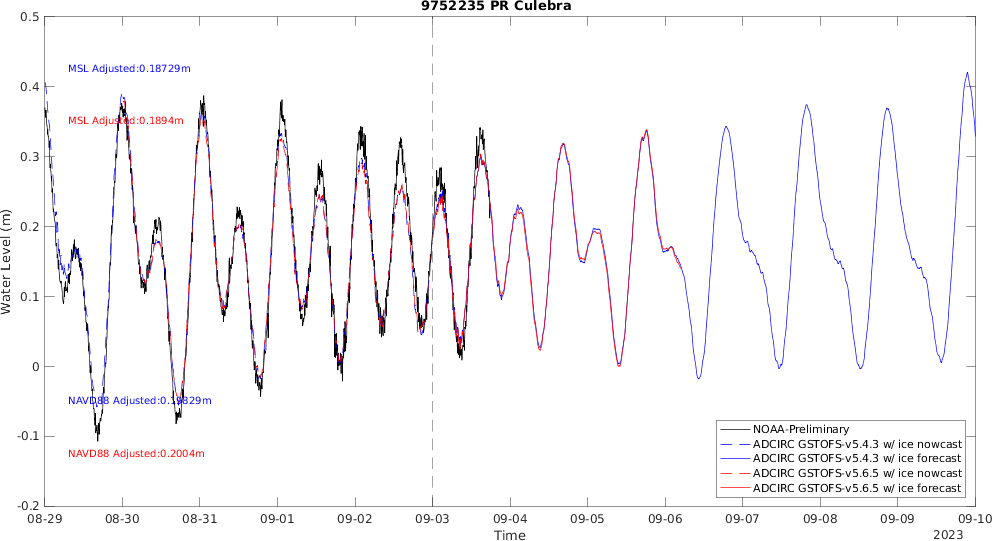 9752235 PR Culebra
0.5
0.4
0.3
0.2
0.1
0
-0.1
-0.2
Water Level (m)
MSL Adjusted:0.18729m
MSL Adjusted:0.1894m
NAVD88 Adjusted:0.19829m
NAVD88 Adjusted:0.2004m
NOAA-Preliminary
ADCIRC GSTOFS-v5.4.3 w/ ice nowcast
ADCIRC GSTOFS-v5.4.3 w/ ice forecast
ADCIRC GSTOFS-v5.6.5 w/ ice nowcast
ADCIRC GSTOFS-v5.6.5 w/ ice forecast
08-29 08-30 08-31 09-01 09-02 09-03 09-04 09-05 09-06 09-07 09-08 09-09 09-10
Time
2023